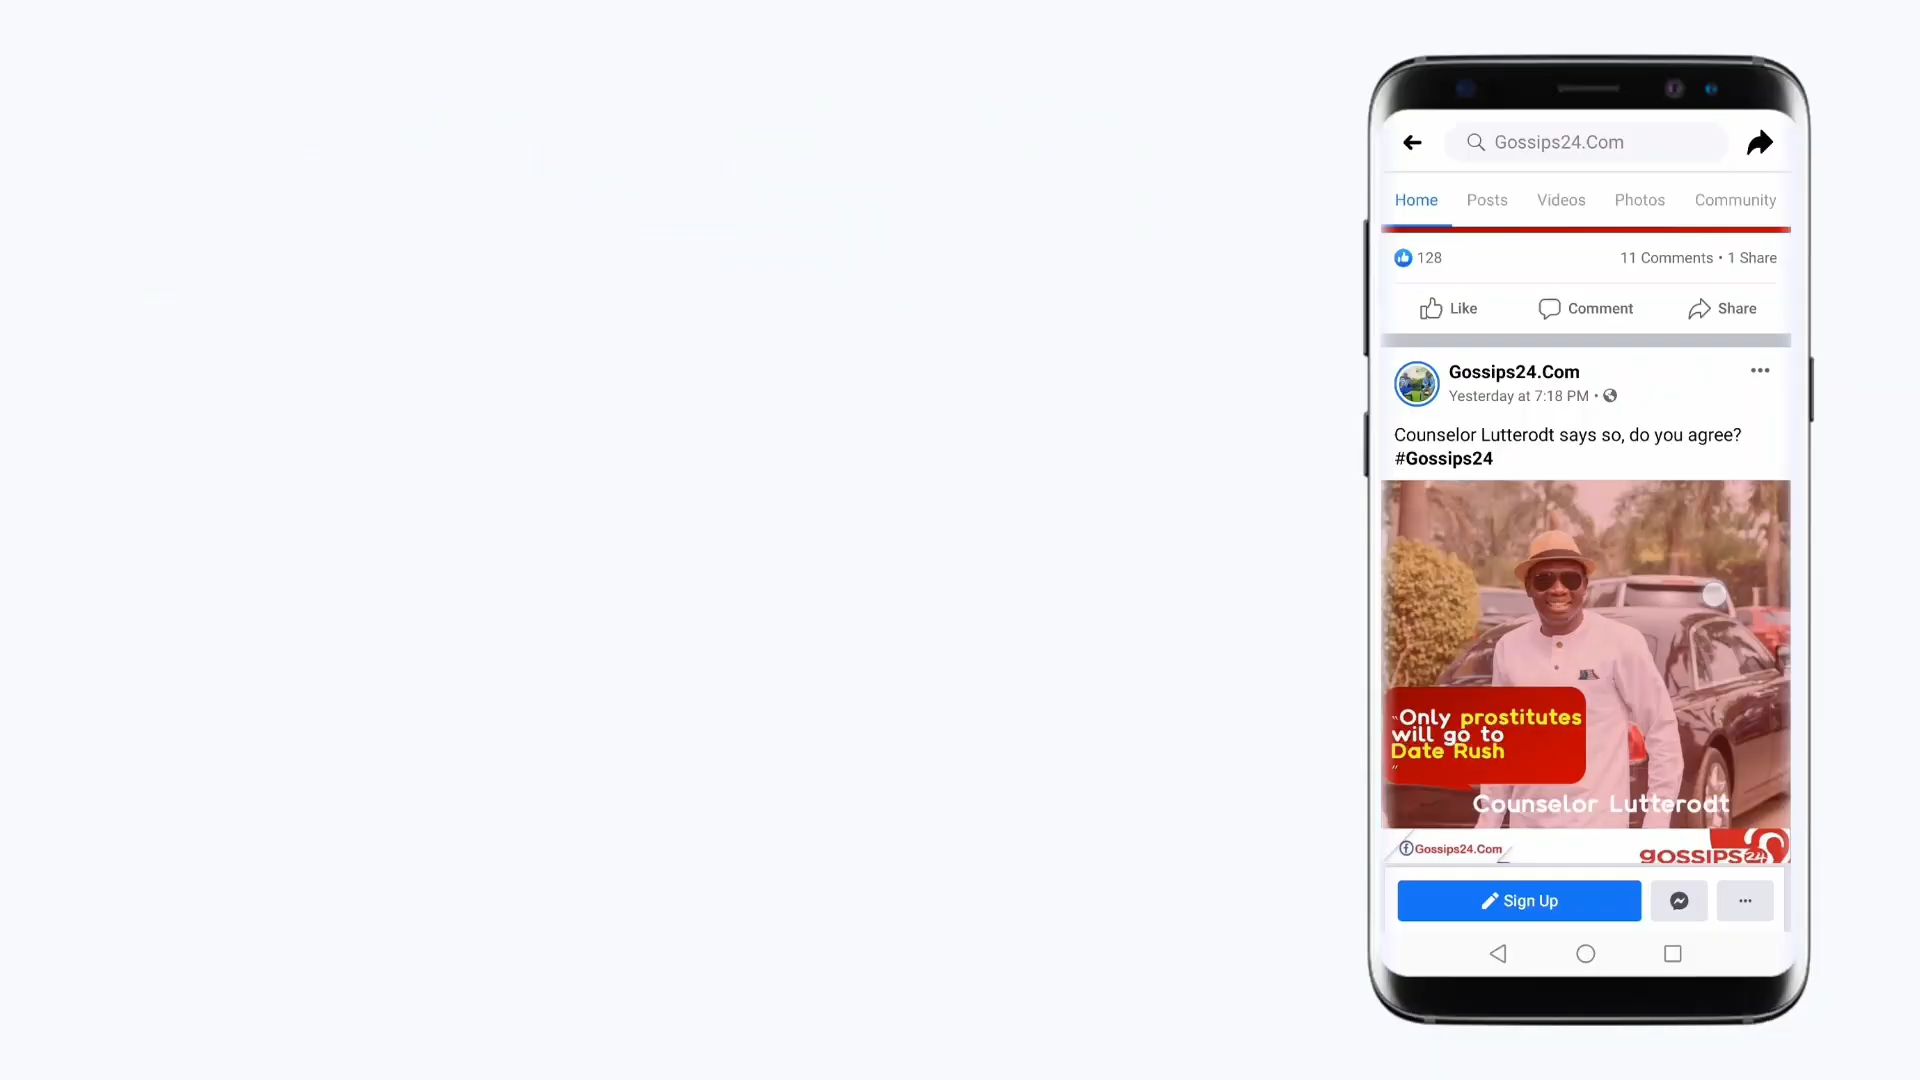 Gossips24.Com
Home Posts Videos Photos Community
128 11 Comments • 1 Share
Like Comment Share
Gossips24.Com
Yesterday at 7:18 PM •
Counselor Lutterodt says so, do you agree?
#Gossips24
"Only prostitutes
will go to
Date Rush
"
Counselor Lutterodt
Gossips24.Com
gossips24
Sign Up